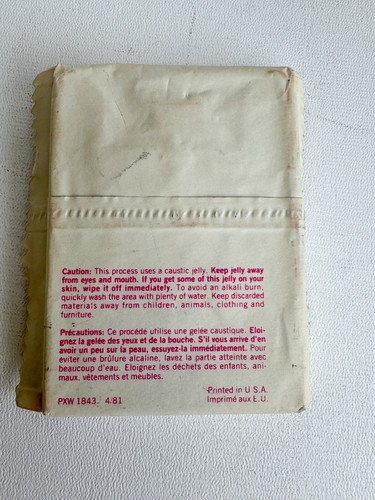 Caution: This process uses a caustic jelly. Keep jelly away
from eyes and mouth. If you get some of this jelly on your
skin, wipe it off immediately. To avoid an alkali burn,
quickly wash the area with plenty of water. Keep discarded
materials away from children, animals, clothing and
furniture.
Précautions: Ce procédé utilise une gelée caustique. Eloi-
gnez la gelée des yeux et de la bouche. S'il vous arrive d'en
avoir un peu sur la peau, essuyez-la immédiatement. Pour
éviter une brûlure alcaline, lavez la partie atteinte avec
beaucoup d'eau. Eloignez les déchets des enfants, ani-
maux, vêtements et meubles.
Printed in U.S.A.
PXW 1843 4/81 Imprimé aux E.U.